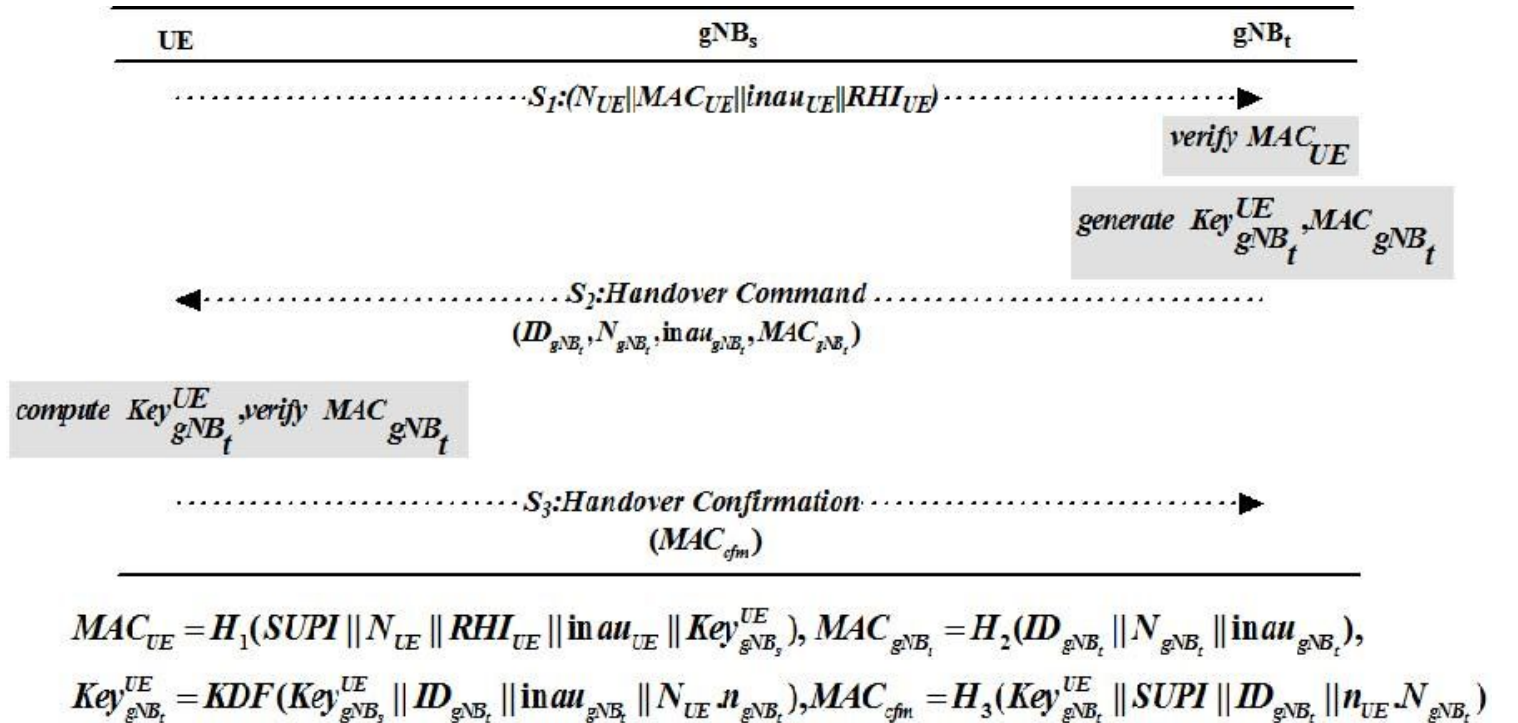 UE gNB_s gNB_t
S_1:(N_UE||MAC_UE||inau_UE||RHI_UE)
verify MAC_UE
generate Key^UE_gNB_t,MAC_gNB_t
S_2:Handover Command
(ID_gNB_t,N_gNB_t,inau_gNB_t,MAC_gNB_t)
compute Key^UE_gNB_t,verify MAC_gNB_t
S_3:Handover Confirmation
(MAC_cfm)
MAC_UE = H_1(SUPI || N_UE || RHI_UE || inau_UE || Key^UE_gNB_s), MAC_gNB_t = H_2(ID_gNB_t || N_gNB_t || inau_gNB_t),
Key^UE_gNB_t = KDF(Key^UE_gNB_s || ID_gNB_t || inau_gNB_t || N_UE.n_gNB_t),MAC_cfm = H_3(Key^UE_gNB_t || SUPI || ID_gNB_t || n_UE.N_gNB_t)